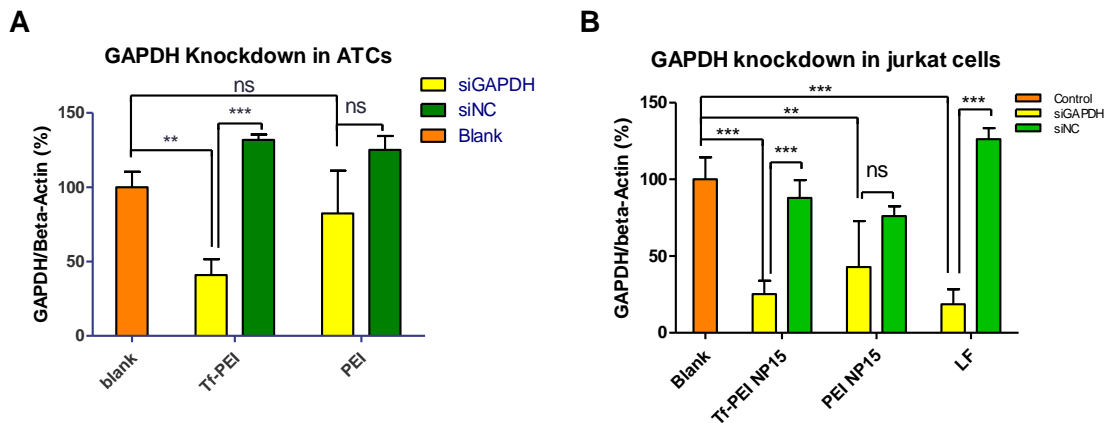 A
GAPDH Knockdown in ATCs
siGAPDH
siNC
Blank
ns
ns
***
**
GAPDH/Beta-Actin (%)
150
100
50
0
blank
Tf-PEI
PEI
B
GAPDH knockdown in jurkat cells
Control
siGAPDH
siNC
***
***
**
***
***
ns
GAPDH/beta-Actin (%)
150
100
50
0
Blank
Tf-PEI NP15
PEI NP15
LF